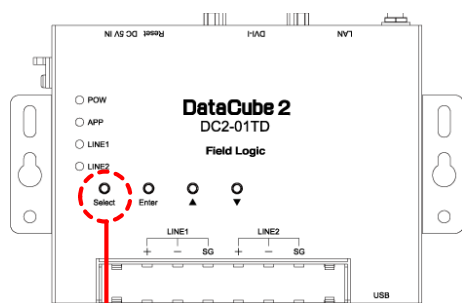 DC 5V IN Reset DVI-I LAN
POW
APP
LINE1
LINE2
DataCube 2
DC2-01TD
Field Logic
Select Enter ▲ ▼
LINE1 LINE2
+ − SG + − SG
USB